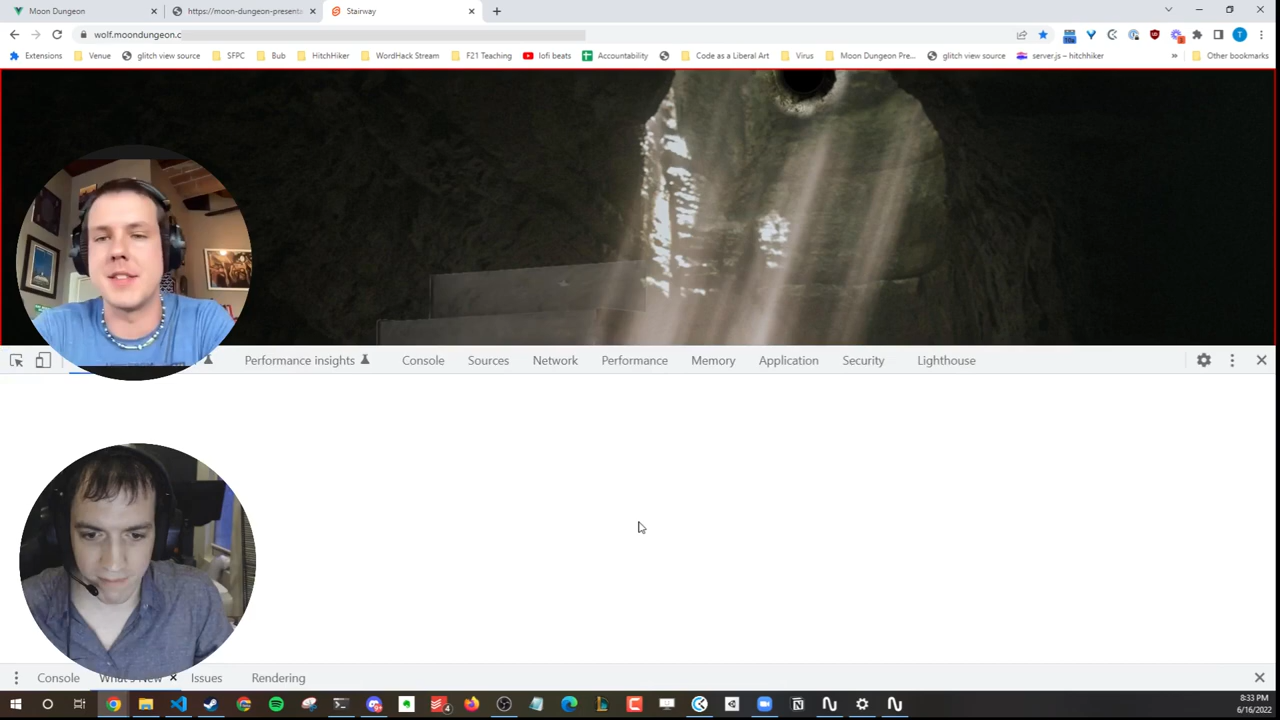 Moon Dungeon
https://moon-dungeon-present
Stairway
wolf.moondungeon.c
Extensions Venue glitch view source SFPC Bub HitchHiker WordHack Stream F21 Teaching lofi beats Accountability Code as a Liberal Art Virus Moon Dungeon Pre... glitch view source server.js – hitchhiker » Other bookmarks
Performance insights Console Sources Network Performance Memory Application Security Lighthouse
Console What's New Issues Rendering
8:33 PM
6/16/2022